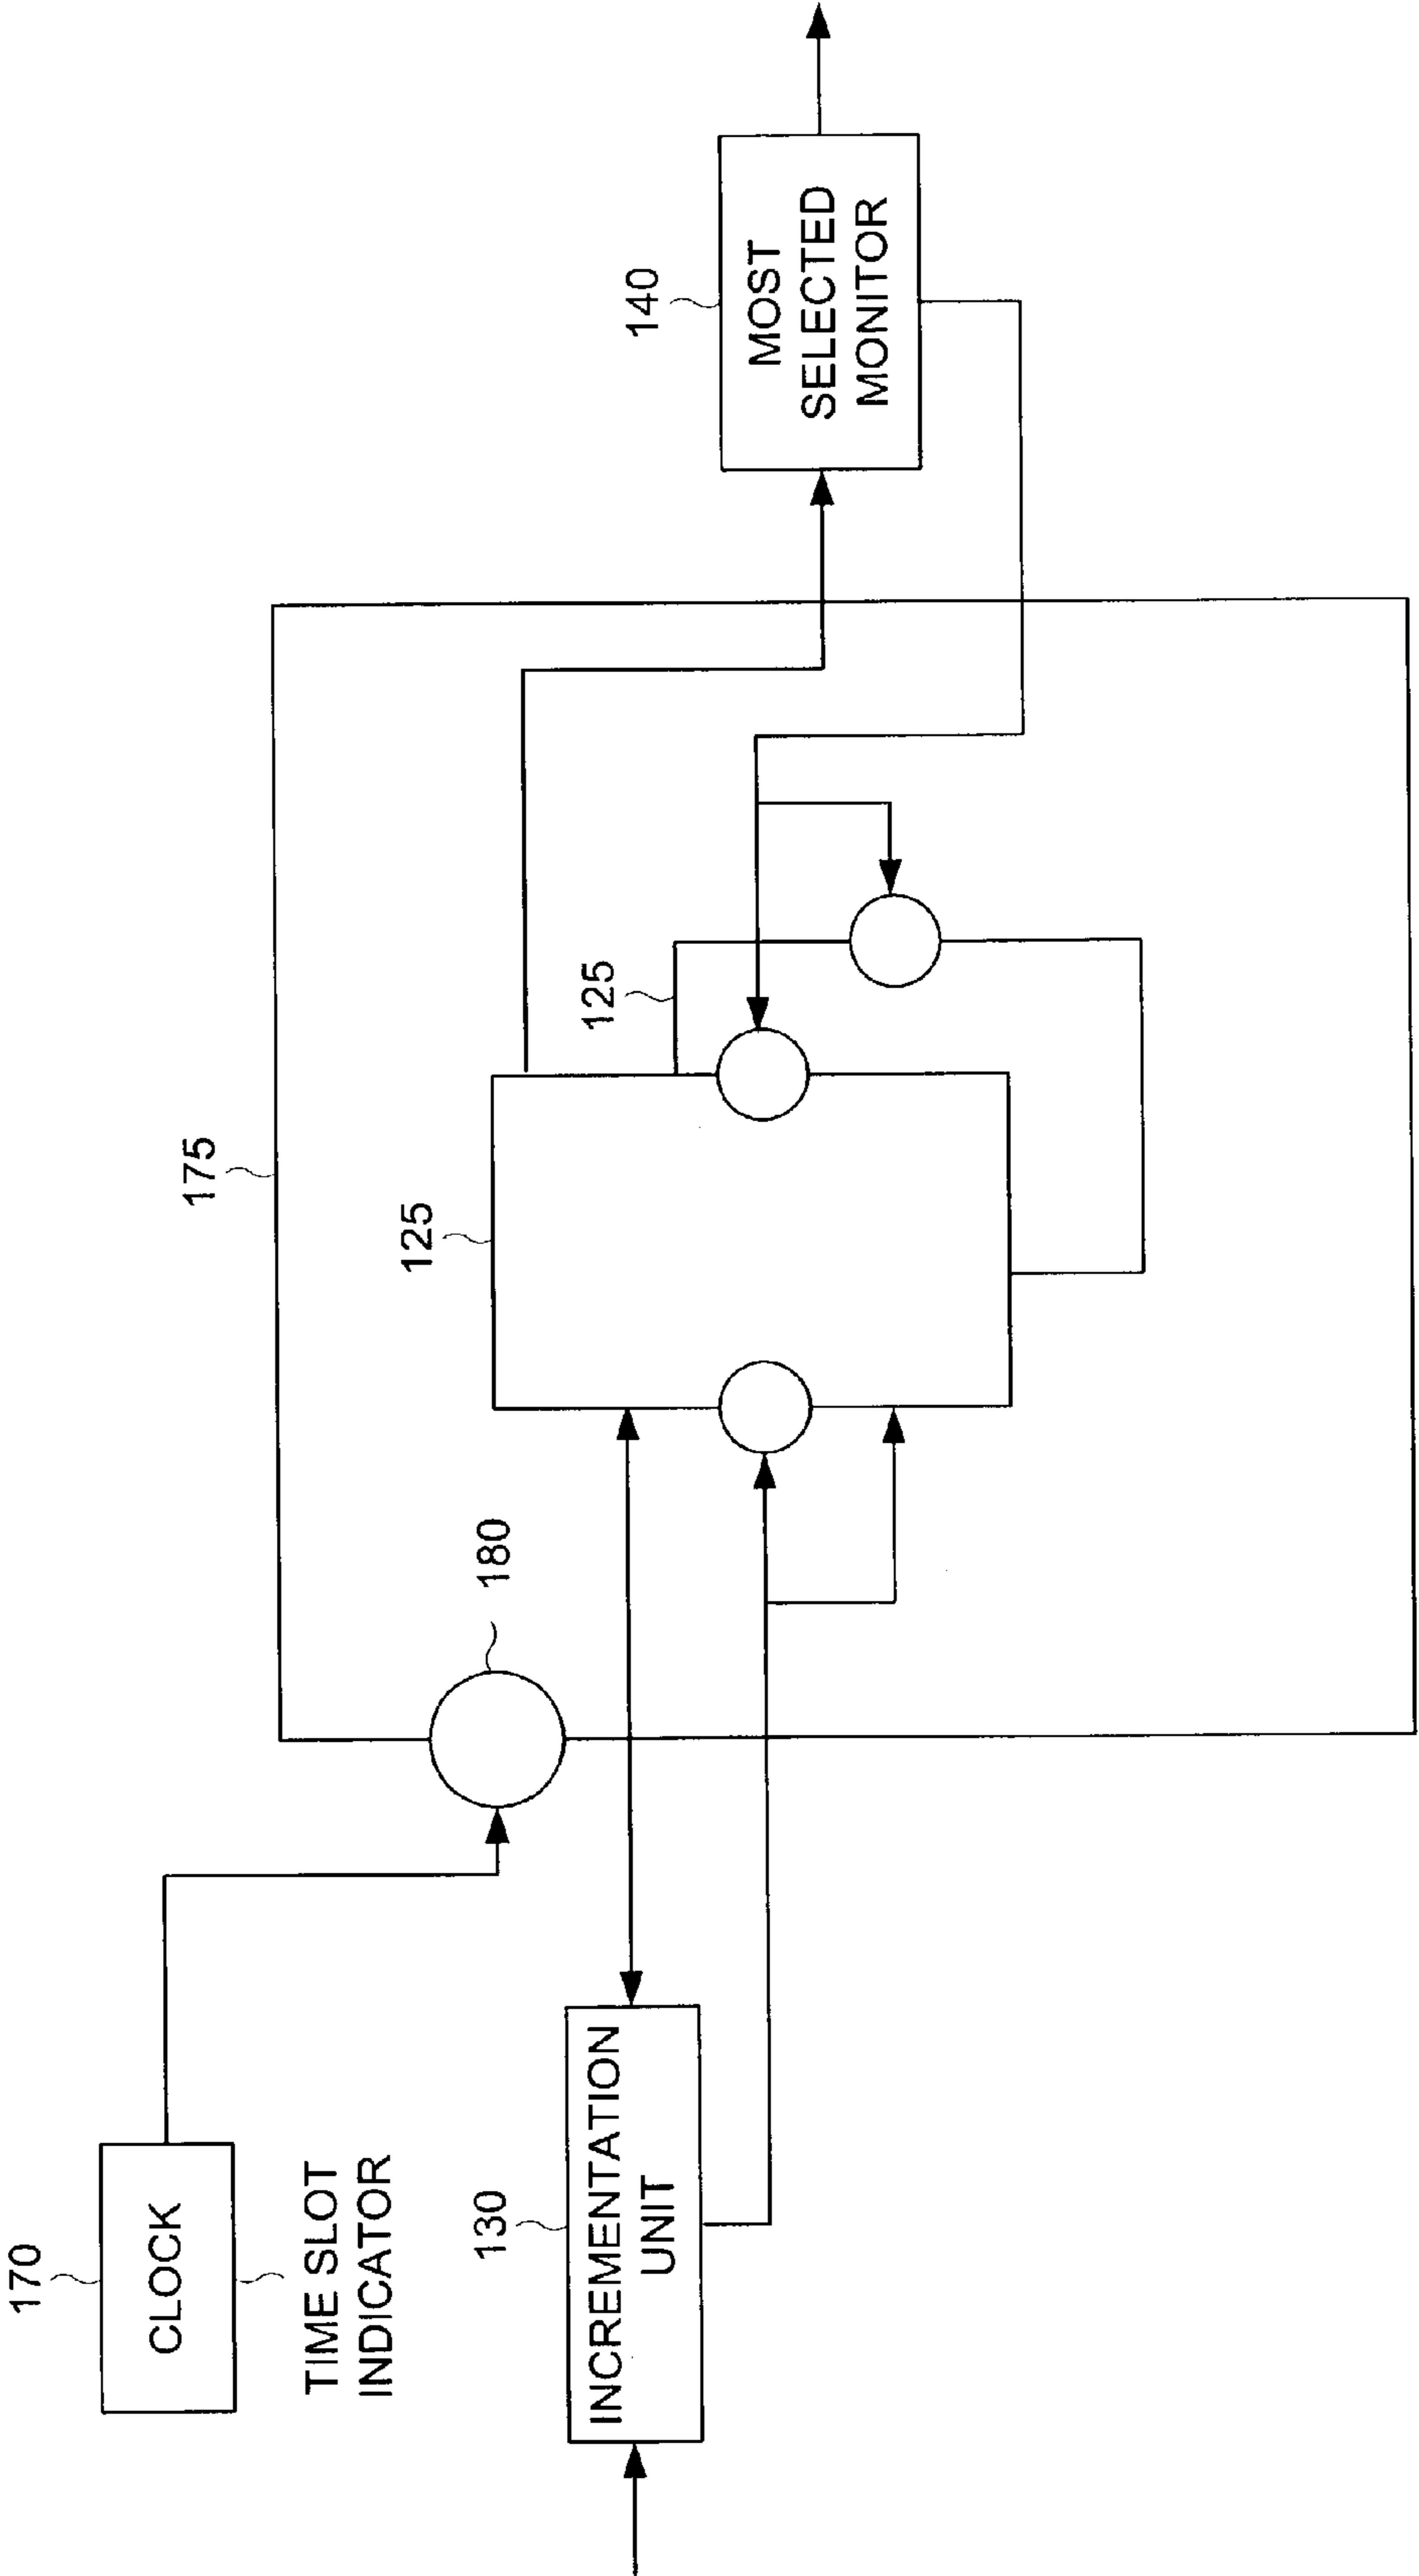 170
CLOCK
TIME SLOT
INDICATOR
130
INCREMENTATION
UNIT
180
175
125
125
140
MOST
SELECTED
MONITOR